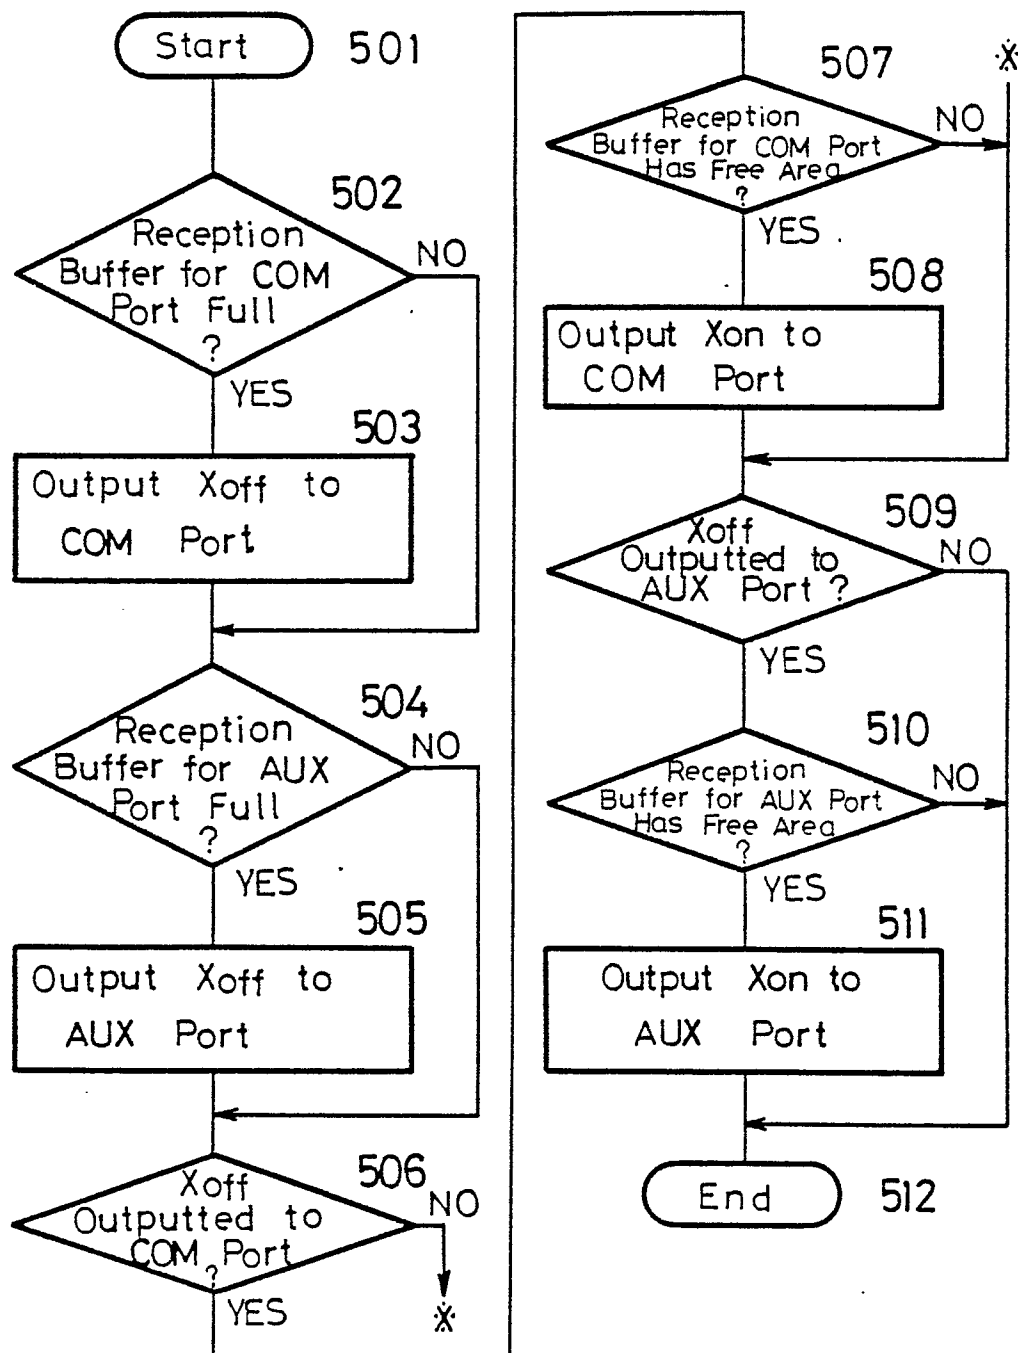 Start
501
502
Reception
Buffer for COM
Port Full
?
NO
YES
503
Output Xoff to
COM Port
504
Reception
Buffer for AUX
Port Full
?
NO
YES
505
Output Xoff to
AUX Port
506
Xoff
Outputted to
COM Port
?
NO
※
YES
※
507
Reception
Buffer for COM Port
Has Free Area
?
NO
YES
508
Output Xon to
COM Port
509
Xoff
Outputted to
AUX Port ?
NO
YES
510
Reception
Buffer for AUX Port
Has Free Area
?
NO
YES
511
Output Xon to
AUX Port
End
512